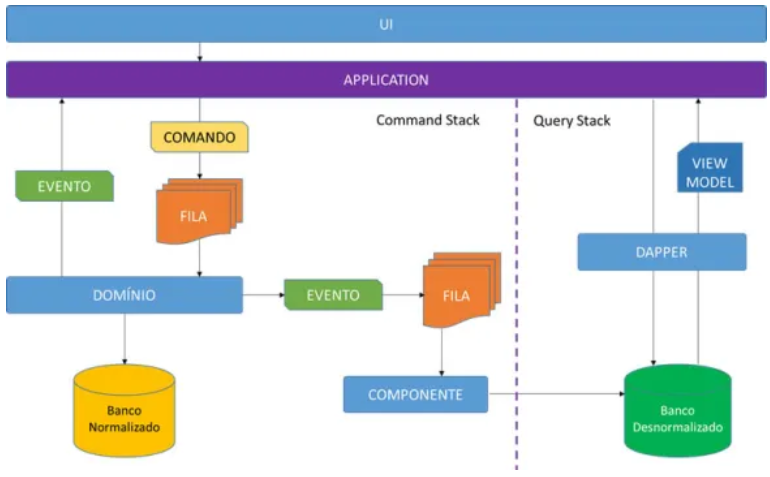 UI
APPLICATION
Command Stack
Query Stack
COMANDO
VIEW
MODEL
EVENTO
FILA
DAPPER
DOMÍNIO
EVENTO
FILA
COMPONENTE
Banco
Normalizado
Banco
Desnormalizado